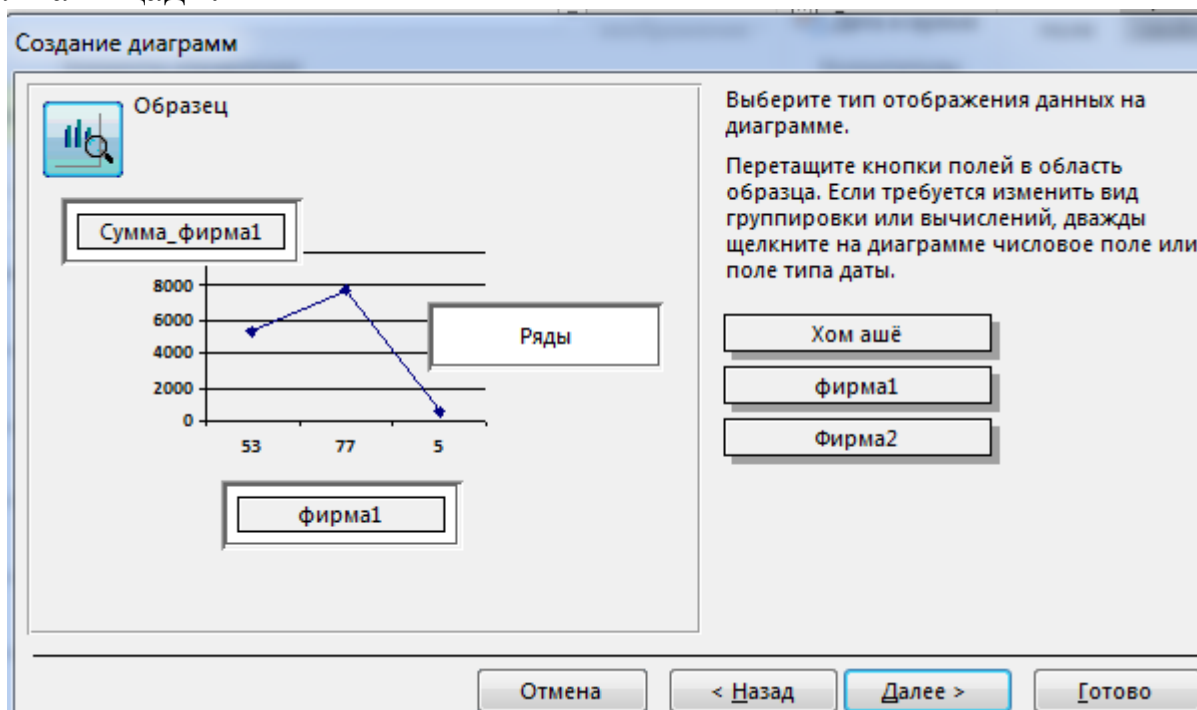 Создание диаграмм
Образец
Сумма_фирма1
8000
6000
4000
2000
0
53 77 5
Ряды
фирма1
Выберите тип отображения данных на
диаграмме.
Перетащите кнопки полей в область
образца. Если требуется изменить вид
группировки или вычислений, дважды
щелкните на диаграмме числовое поле или
поле типа даты.
Хом ашё
фирма1
Фирма2
Отмена
< Назад
Далее >
Готово